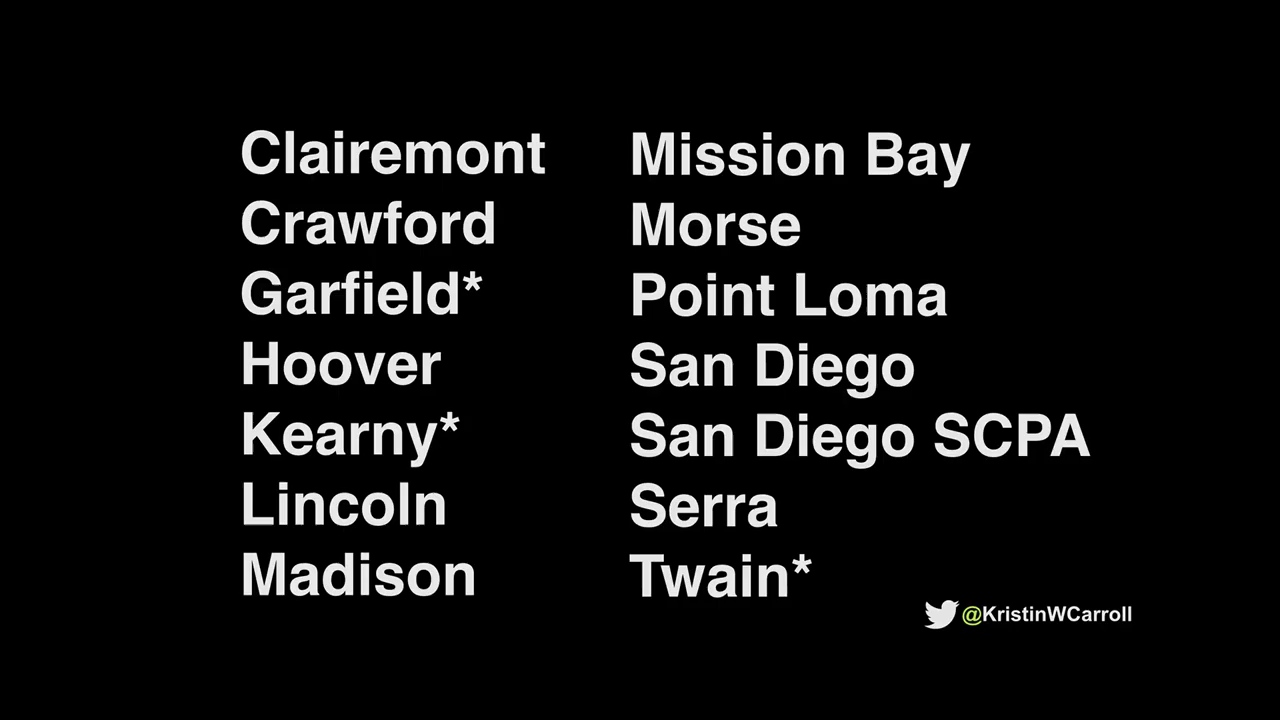 Clairemont
Crawford
Garfield*
Hoover
Kearny*
Lincoln
Madison
Mission Bay
Morse
Point Loma
San Diego
San Diego SCPA
Serra
Twain*
@KristinWCarroll